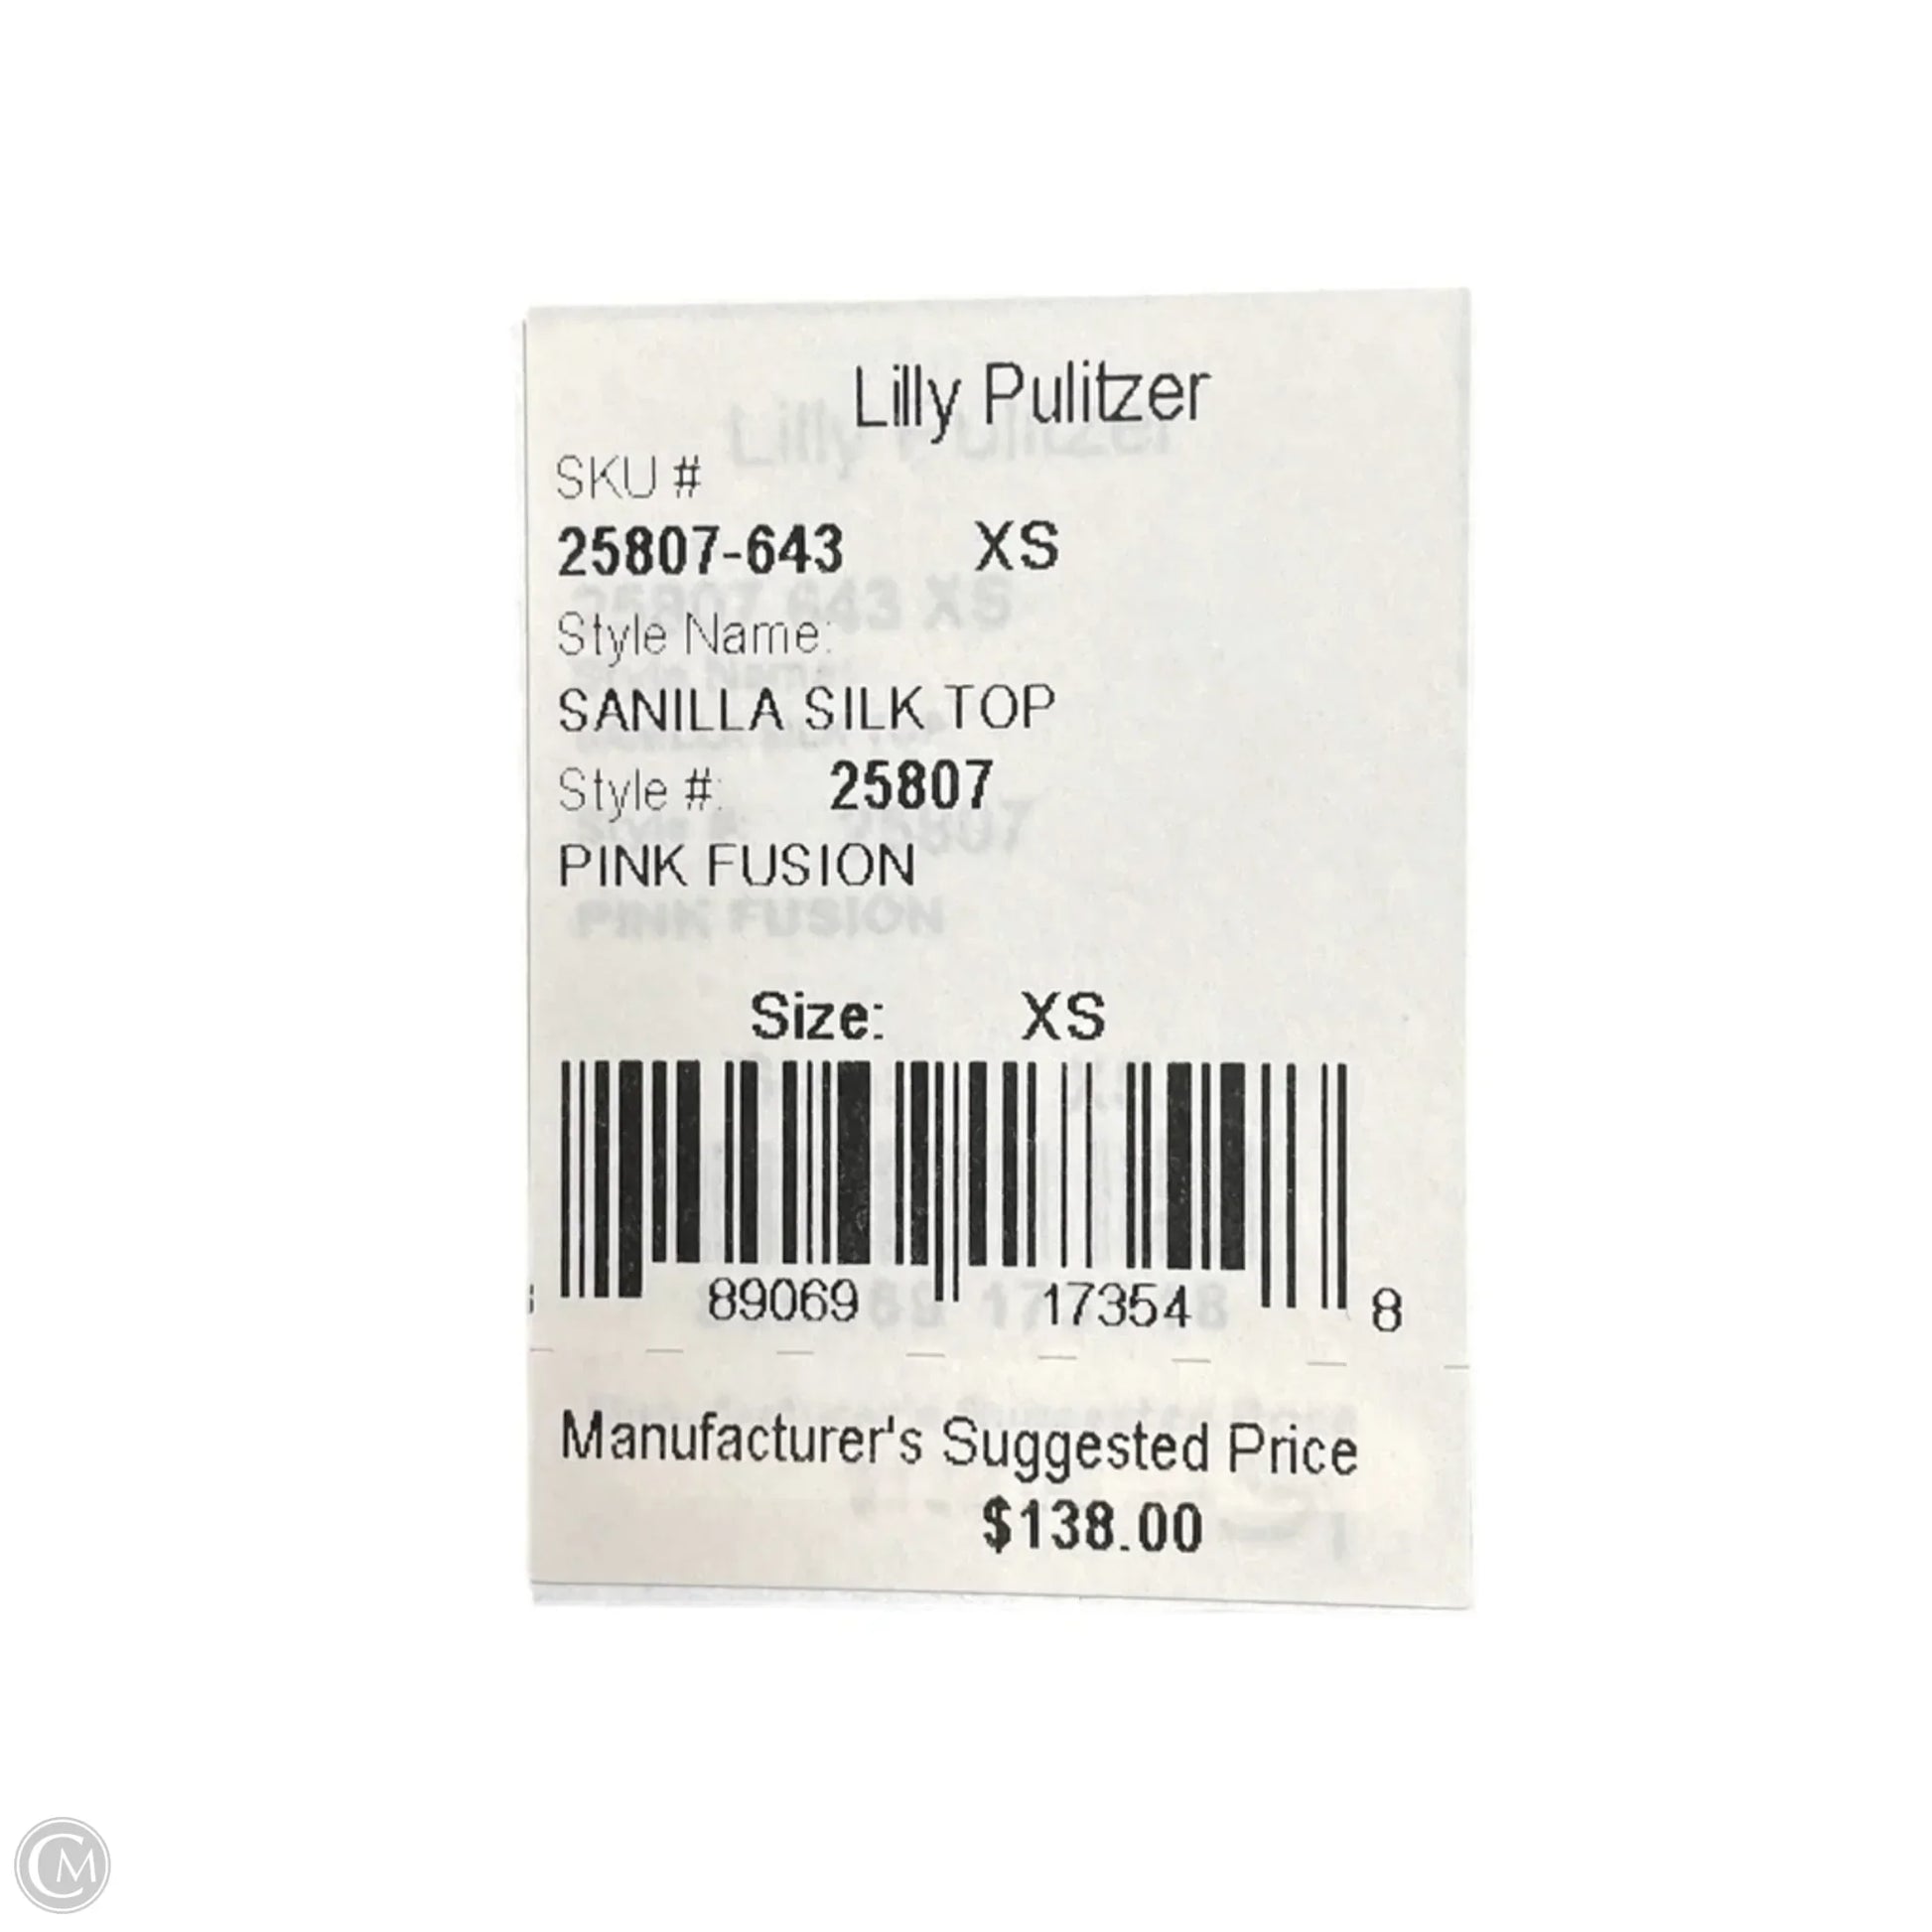 Lilly Pulitzer
SKU #
25807-643 XS
Style Name:
SANILLA SILK TOP
Style #: 25807
PINK FUSION
Size: XS
89069 17354 8
Manufacturer's Suggested Price
$138.00
CM